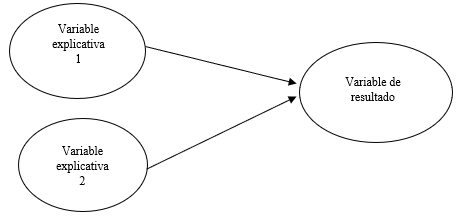 Variable
explicativa
1
Variable de
resultado
Variable
explicativa
2